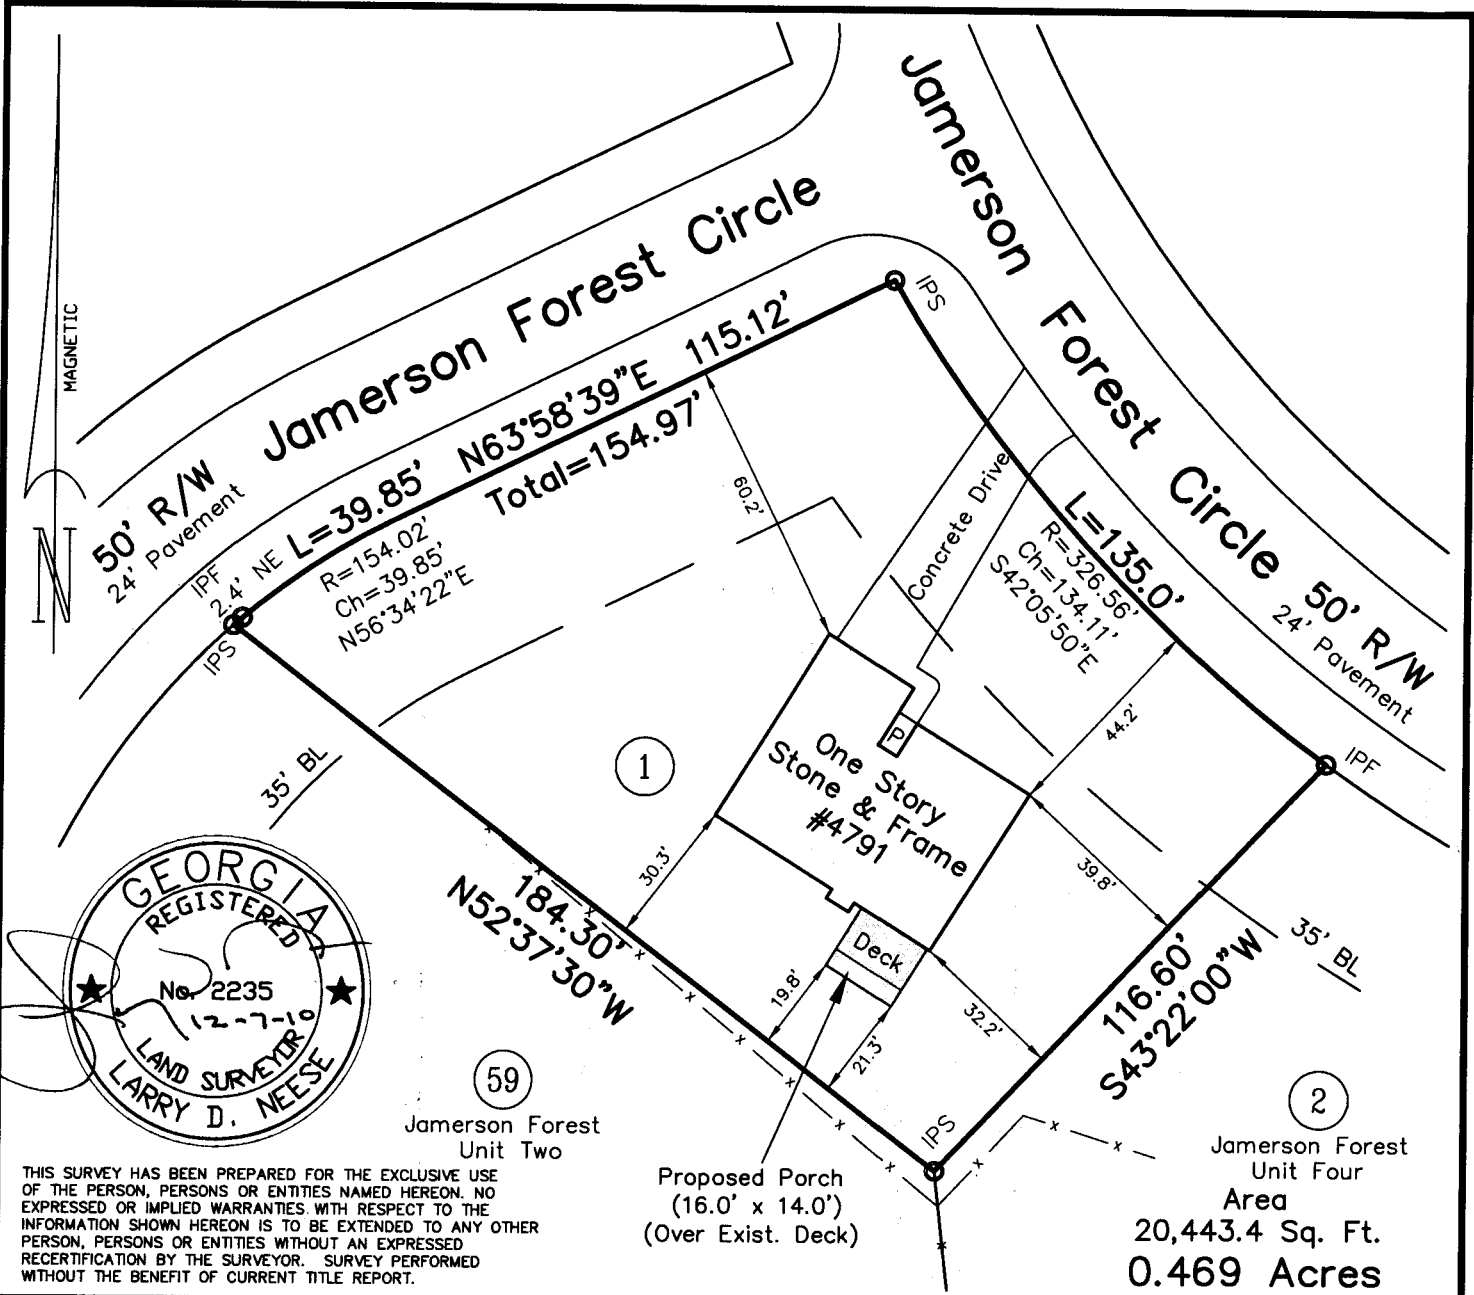 Jamerson Forest Circle
Jamerson Forest Circle
MAGNETIC
N
IPS
N63°58'39"E 115.12'
Total=154.97'
L=39.85'
R=154.02'
Ch=39.85'
N56°34'22"E
50' R/W
24' Pavement
IPF
2.4' NE
IPS
60.2'
Concrete Drive
L=135.0'
R=326.56'
Ch=134.11'
S42°05'50"E
50' R/W
24' Pavement
44.2'
IPF
35' BL
1
P
One Story
Stone & Frame
#4791
39.8'
30.3'
184.30'
N52°37'30"W
Deck
19.8'
21.3'
32.2'
116.60'
S43°22'00"W
35' BL
IPS
GEORGIA
REGISTERED
No. 2235
12-7-10
LAND SURVEYOR
LARRY D. NEESE
59
Jamerson Forest
Unit Two
2
Jamerson Forest
Unit Four
Proposed Porch
(16.0' x 14.0')
(Over Exist. Deck)
Area
20,443.4 Sq. Ft.
0.469 Acres
THIS SURVEY HAS BEEN PREPARED FOR THE EXCLUSIVE USE
OF THE PERSON, PERSONS OR ENTITIES NAMED HEREON. NO
EXPRESSED OR IMPLIED WARRANTIES WITH RESPECT TO THE
INFORMATION SHOWN HEREON IS TO BE EXTENDED TO ANY OTHER
PERSON, PERSONS OR ENTITIES WITHOUT AN EXPRESSED
RECERTIFICATION BY THE SURVEYOR. SURVEY PERFORMED
WITHOUT THE BENEFIT OF CURRENT TITLE REPORT.